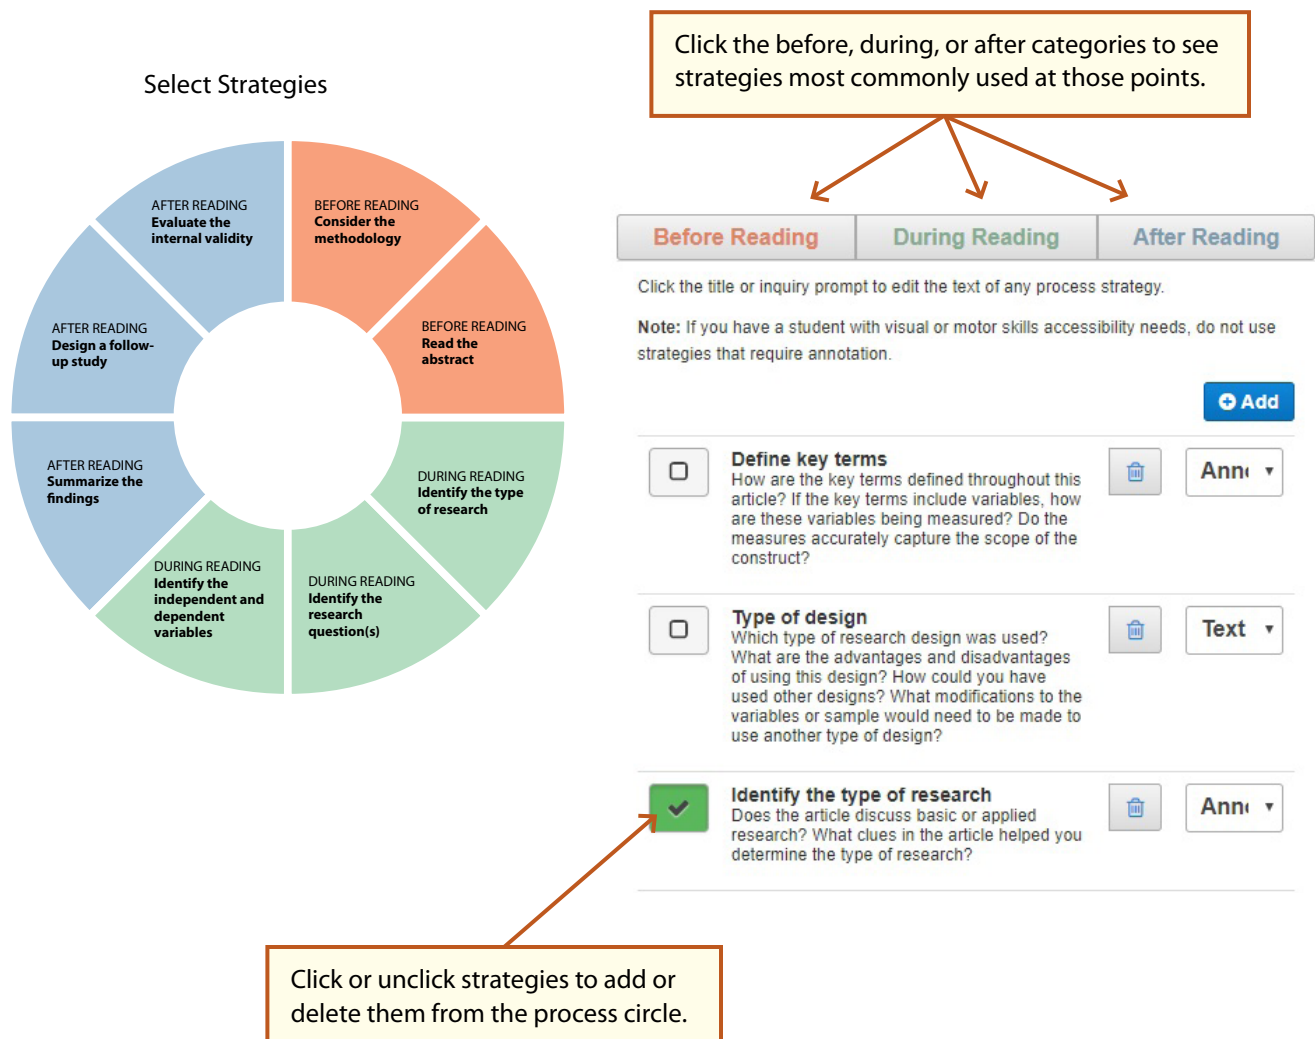 Click the before, during, or after categories to see
strategies most commonly used at those points.
Select Strategies
AFTER READING
Evaluate the
internal validity
BEFORE READING
Consider the
methodology
AFTER READING
Design a follow-
up study
BEFORE READING
Read the
abstract
AFTER READING
Summarize the
findings
DURING READING
Identify the type
of research
DURING READING
Identify the
independent and
dependent
variables
DURING READING
Identify the
research
question(s)
Before Reading
During Reading
After Reading
Click the title or inquiry prompt to edit the text of any process strategy.
Note: If you have a student with visual or motor skills accessibility needs, do not use
strategies that require annotation.
Add
Define key terms
How are the key terms defined throughout this
article? If the key terms include variables, how
are these variables being measured? Do the
measures accurately capture the scope of the
construct?
Type of design
Which type of research design was used?
What are the advantages and disadvantages
of using this design? How could you have
used other designs? What modifications to the
variables or sample would need to be made to
use another type of design?
Text
Identify the type of research
Does the article discuss basic or applied
research? What clues in the article helped you
determine the type of research?
Click or unclick strategies to add or
delete them from the process circle.